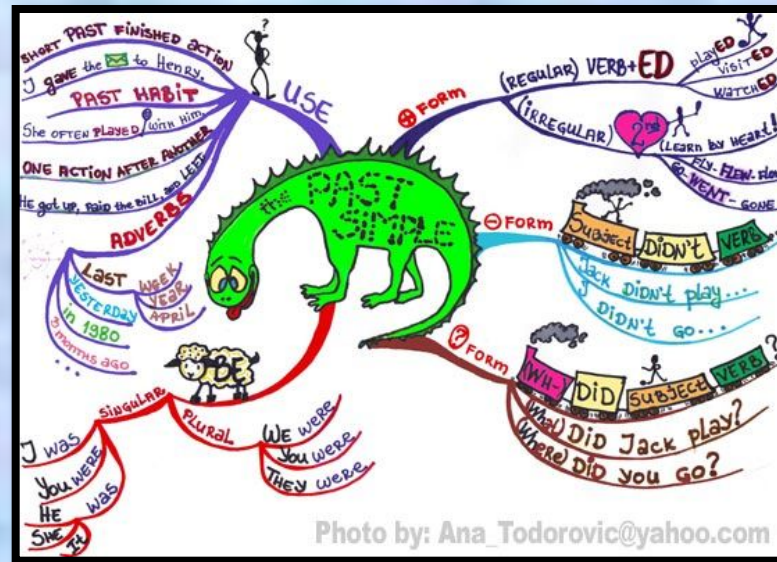 the PAST SIMPLE
USE
SHORT PAST FINISHED ACTION
I gave the to Henry.
PAST HABIT
She OFTEN PLAYED with him
ONE ACTION AFTER ANOTHER
He got up, paid the bill, and LEFT
ADVERBS
LAST
WEEK
YEAR
APRIL
YESTERDAY
in 1980
3 months ago
...
+ FORM
(REGULAR) VERB+ED
playED
visitED
watchED
(IRREGULAR) 2nd
(LEARN by HEART!)
FLY-FLEW-FLOWN
GO-WENT-GONE
- FORM
SUBJECT DIDN'T VERB
Jack DIDN'T play...
I DIDN'T go...
? FORM
(WH-) DID SUBJECT VERB ?
(What) DID Jack play?
(Where) DID you go?
BE
SINGULAR
I was
You were
HE
SHE
It
was
PLURAL
WE were
You were
THEY were
Photo by: Ana_Todorovic@yahoo.com